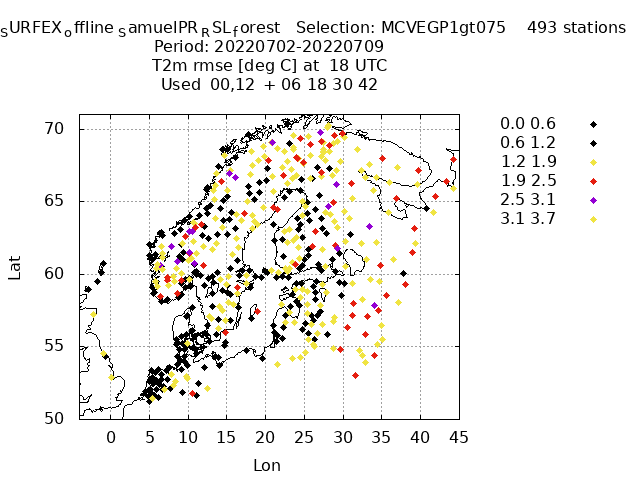 SURFEXoffline SamuelPRRSLforest Selection: MCVEGP1gt075 493 stations
Period: 20220702-20220709
T2m rmse [deg C] at 18 UTC
Used 00,12 + 06 18 30 42
0.0 0.6
0.6 1.2
1.2 1.9
1.9 2.5
2.5 3.1
3.1 3.7
70
65
60
55
50
Lat
0 5 10 15 20 25 30 35 40 45
Lon